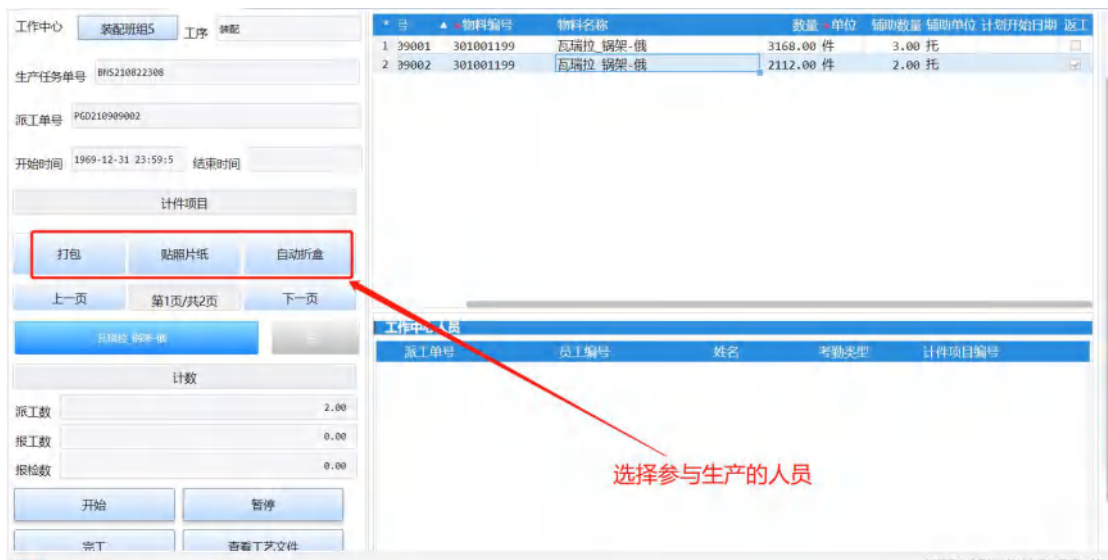 工作中心 装配班组5 工序 装配
生产任务单号 BNS210822308
派工单号 PGD210909002
开始时间 1969-12-31 23:59:5 结束时间
计件项目
打包 贴照片纸 自动折盒
上一页 第1页/共2页 下一页
瓦瑞拉_锅架-俄
计数
派工数 2.00
报工数 0.00
报检数 0.00
开始 暂停
完工 查看工艺文件
* 号 ▲ *物料编号 物料名称 数量 *单位 辅助数量 辅助单位 计划开始日期 返工
1 39001 301001199 瓦瑞拉_锅架-俄 3168.00 件 3.00 托
2 39002 301001199 瓦瑞拉_锅架-俄 2112.00 件 2.00 托
工作中心人员
派工单号 员工编号 姓名 考勤类型 计件项目编号
选择参与生产的人员